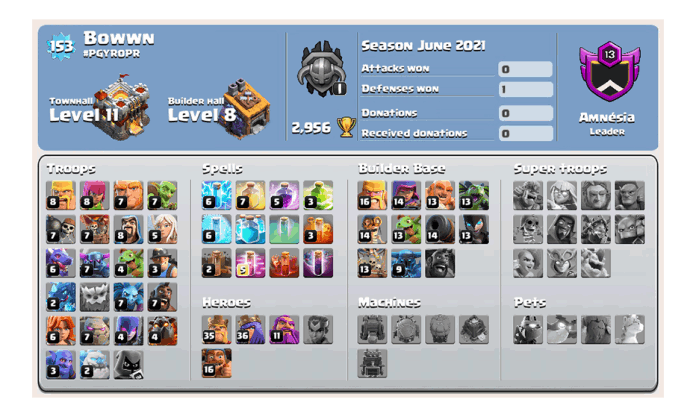 153
Bowwn
#PGYROPR
Townhall
Level 11
Builder hall
Level 8
2,956
Season June 2021
Attacks won 0
Defenses won 1
Donations 0
Received donations 0
13
Amnésia
Leader
Troops
8 8 7 7
7 7 8 5
6 7 4 3
2 7 7
6 7 4 4
3 2
Spells
6 7 5 3
6 3
2 5
Heroes
35 36 11
16
Builder Base
16 14 13 13
14 13 14 13
13 9
Machines
Super troops
Pets